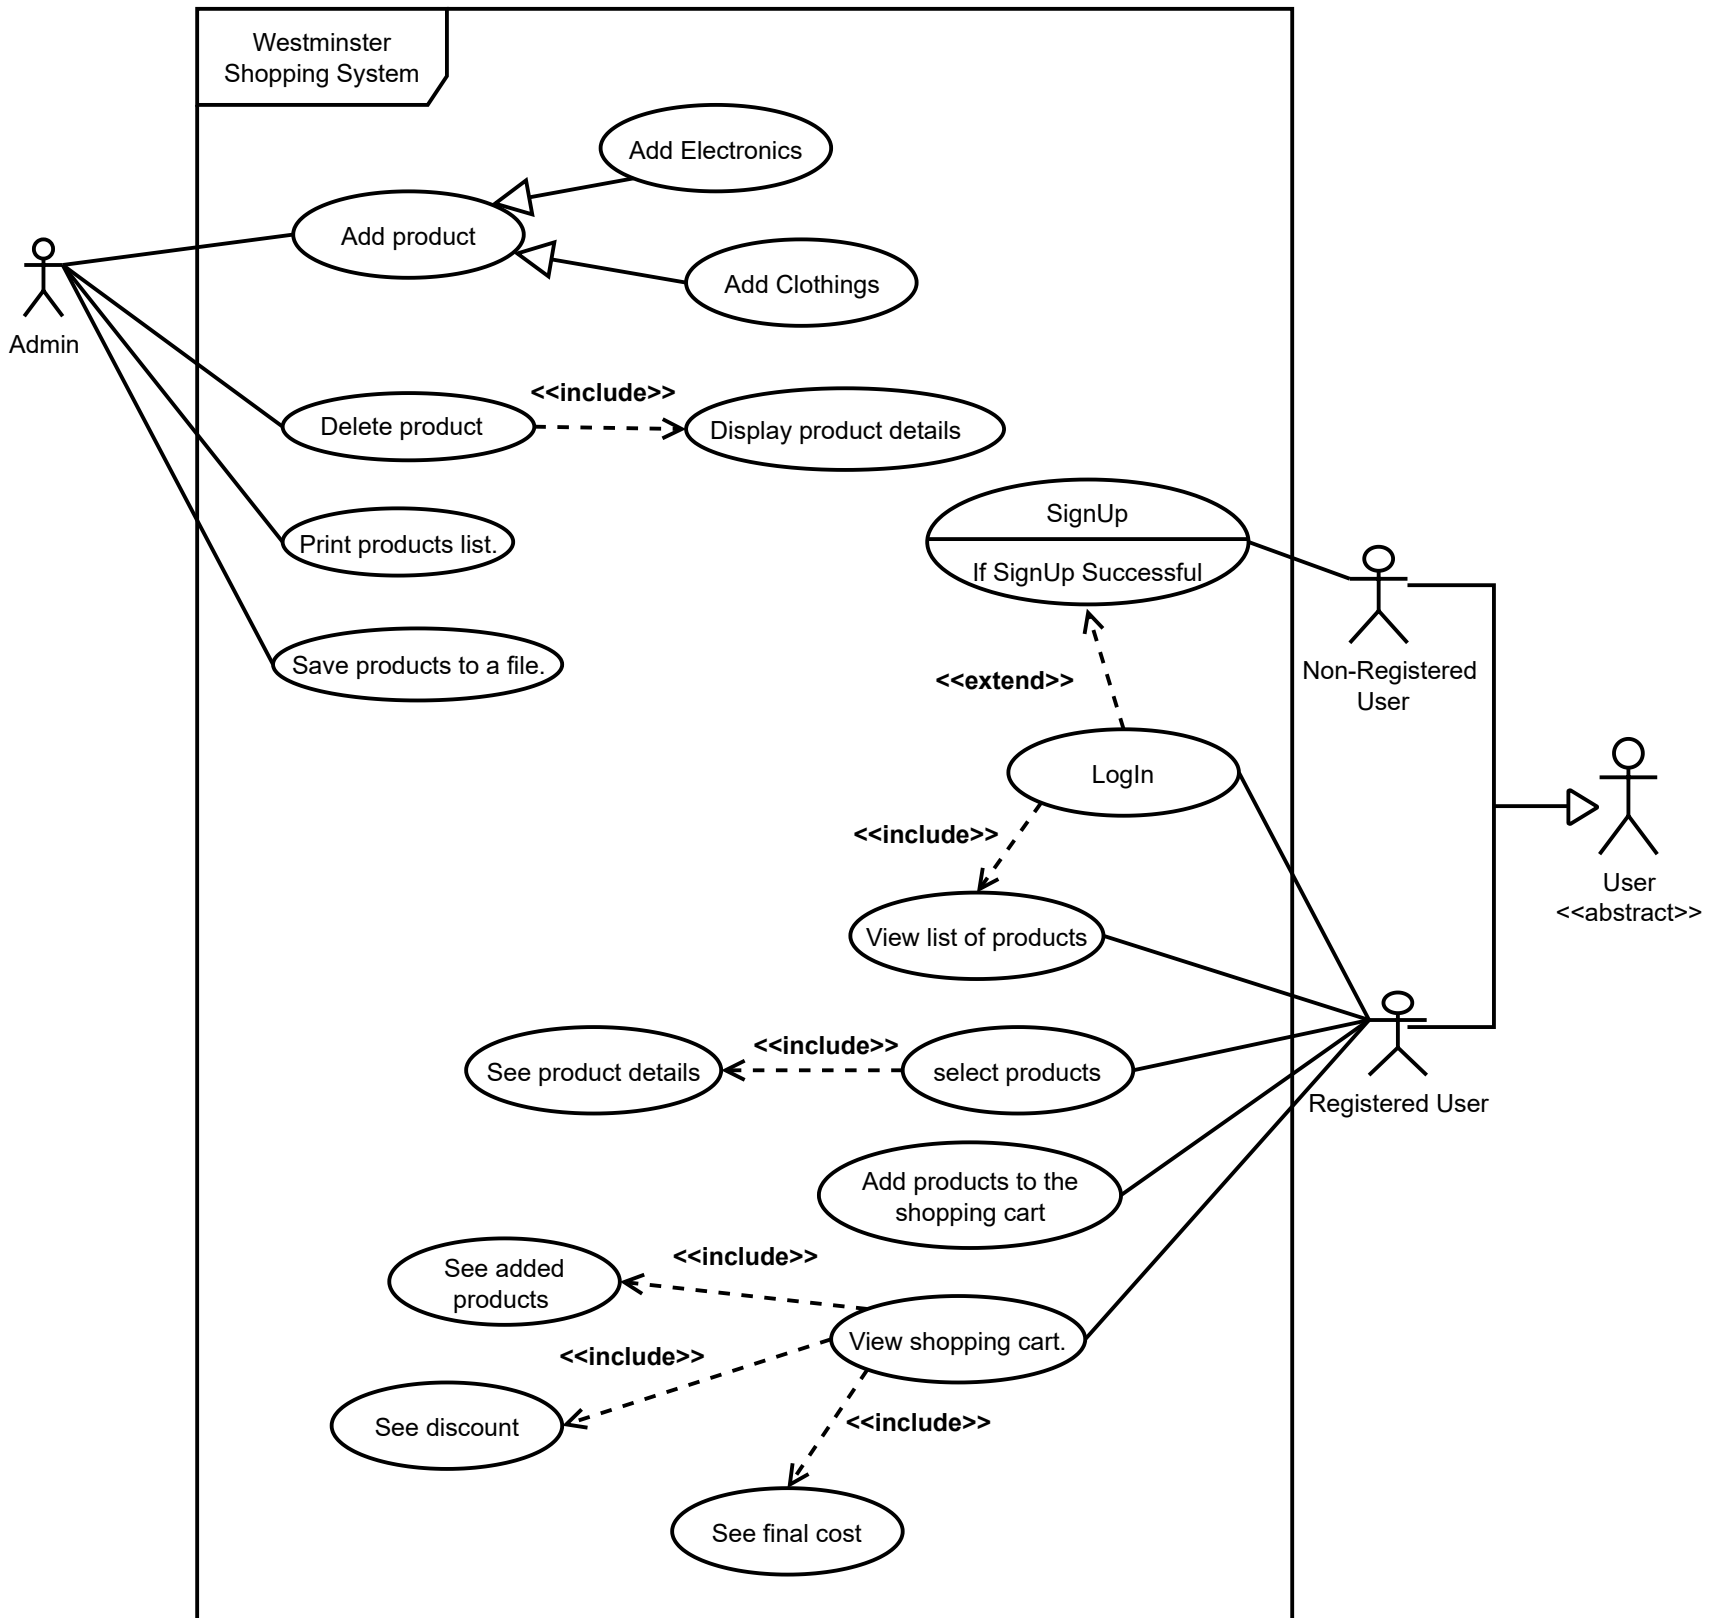 Westminster
Shopping System
Add Electronics
Add product
Add Clothings
Admin
<<include>>
Delete product
Display product details
SignUp
Print products list.
If SignUp Successful
Save products to a file.
Non-Registered
User
<<extend>>
LogIn
<<include>>
User
<<abstract>>
View list of products
<<include>>
See product details
select products
Registered User
Add products to the
shopping cart
<<include>>
See added
products
View shopping cart.
<<include>>
See discount
<<include>>
See final cost